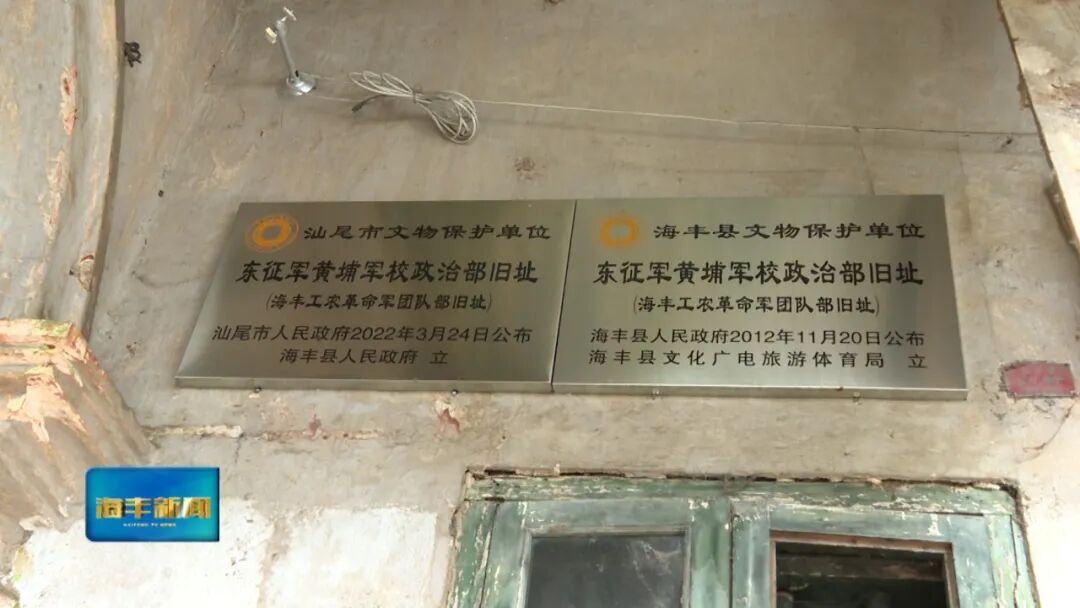 汕尾市文物保护单位
东征军黄埔军校政治部旧址
(海丰工农革命军团队部旧址)
汕尾市人民政府2022年3月24日公布
海丰县人民政府 立
海丰县文物保护单位
东征军黄埔军校政治部旧址
(海丰工农革命军团队部旧址)
海丰县人民政府2012年11月20日公布
海丰县文化广电旅游体育局 立
海丰新闻
HAIFENG TV NEWS